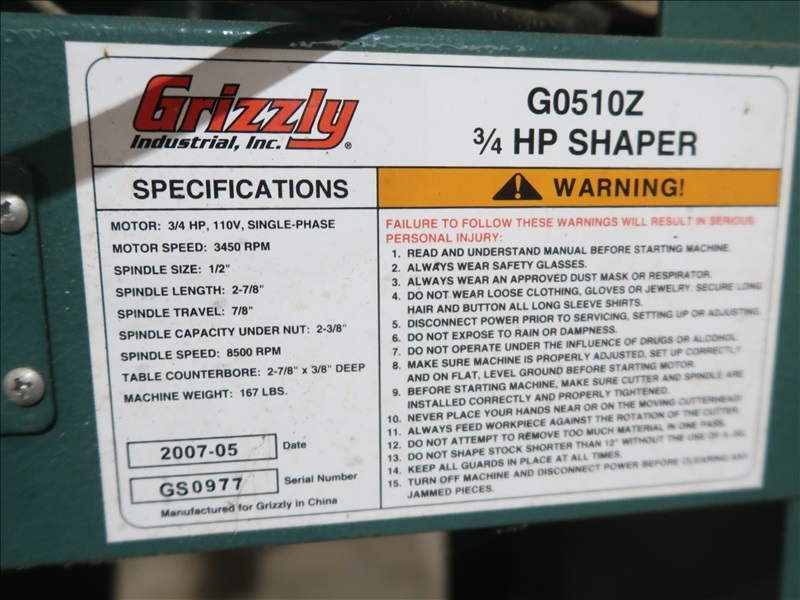 Grizzly
Industrial, Inc. ®
G0510Z
3/4 HP SHAPER
SPECIFICATIONS
MOTOR: 3/4 HP, 110V, SINGLE-PHASE
MOTOR SPEED: 3450 RPM
SPINDLE SIZE: 1/2"
SPINDLE LENGTH: 2-7/8"
SPINDLE TRAVEL: 7/8"
SPINDLE CAPACITY UNDER NUT: 2-3/8"
SPINDLE SPEED: 8500 RPM
TABLE COUNTERBORE: 2-7/8" x 3/8" DEEP
MACHINE WEIGHT: 167 LBS.
2007-05 Date
GS0977 Serial Number
Manufactured for Grizzly in China
WARNING!
FAILURE TO FOLLOW THESE WARNINGS WILL RESULT IN SERIOUS
PERSONAL INJURY:
1. READ AND UNDERSTAND MANUAL BEFORE STARTING MACHINE.
2. ALWAYS WEAR SAFETY GLASSES.
3. ALWAYS WEAR AN APPROVED DUST MASK OR RESPIRATOR.
4. DO NOT WEAR LOOSE CLOTHING, GLOVES OR JEWELRY. SECURE LONG
HAIR AND BUTTON ALL LONG SLEEVE SHIRTS.
5. DISCONNECT POWER PRIOR TO SERVICING, SETTING UP OR ADJUSTING.
6. DO NOT EXPOSE TO RAIN OR DAMPNESS.
7. DO NOT OPERATE UNDER THE INFLUENCE OF DRUGS OR ALCOHOL.
8. MAKE SURE MACHINE IS PROPERLY ADJUSTED, SET UP CORRECTLY
AND ON FLAT, LEVEL GROUND BEFORE STARTING MOTOR.
9. BEFORE STARTING MACHINE, MAKE SURE CUTTER AND SPINDLE ARE
INSTALLED CORRECTLY AND PROPERLY TIGHTENED.
10. NEVER PLACE YOUR HANDS NEAR OR ON THE MOVING CUTTERHEAD.
11. ALWAYS FEED WORKPIECE AGAINST THE ROTATION OF THE CUTTER.
12. DO NOT ATTEMPT TO REMOVE TOO MUCH MATERIAL IN ONE PASS.
13. DO NOT SHAPE STOCK SHORTER THAN 12" WITHOUT THE USE OF A JIG.
14. KEEP ALL GUARDS IN PLACE AT ALL TIMES.
15. TURN OFF MACHINE AND DISCONNECT POWER BEFORE CLEARING ANY
JAMMED PIECES.